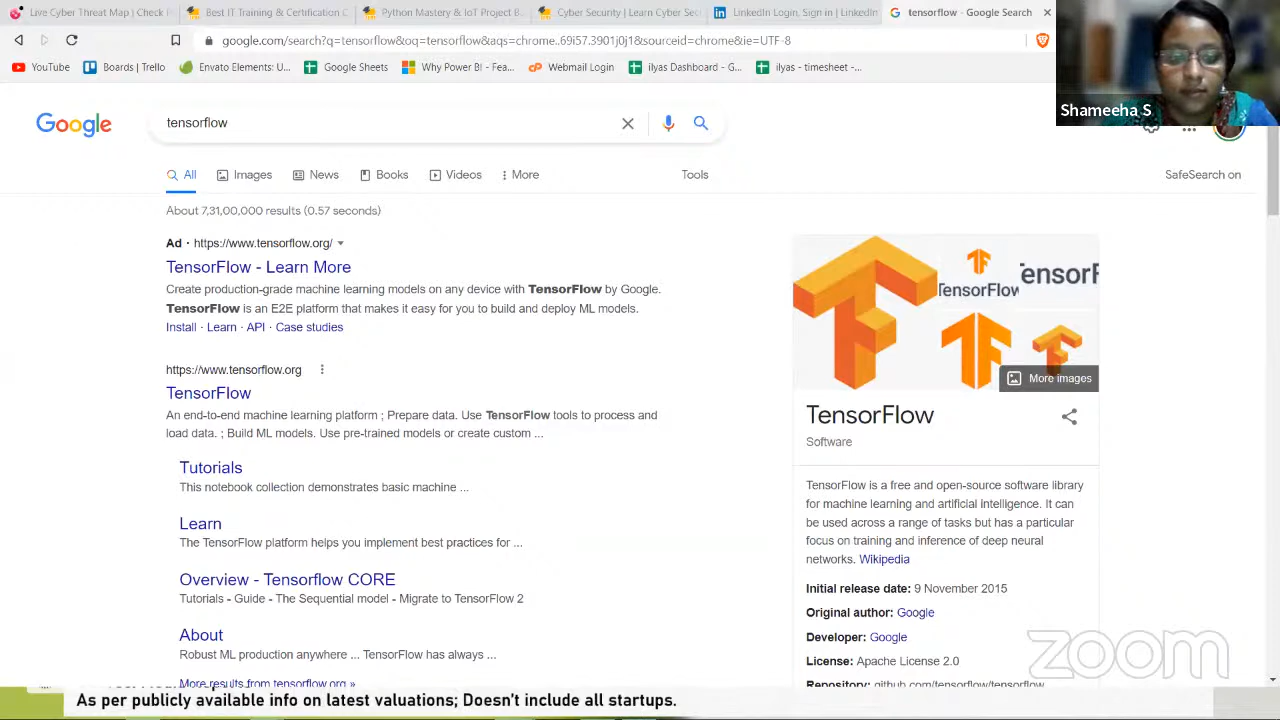 Live Cyber Threat Map | C
Best IT Training & Certification C
Python Mastery & IoT Project B
Cyber Security | Learn Cyber Sec
LinkedIn Login, Sign in | LinkedIn
tensorflow - Google Search
google.com/search?q=tensorflow&oq=tensorflow&aqs=chrome..69i57.3901j0j1&sourceid=chrome&ie=UTF-8
YouTube
Boards | Trello
Envato Elements: U...
Google Sheets
Why Power - Fea...
Webmail Login
ilyas Dashboard - G...
ilyas - timesheet -...
Shameeha S
Google
tensorflow
All
Images
News
Books
Videos
More
Tools
SafeSearch on
About 7,31,00,000 results (0.57 seconds)
Ad · https://www.tensorflow.org/
TensorFlow - Learn More
Create production-grade machine learning models on any device with TensorFlow by Google.
TensorFlow is an E2E platform that makes it easy for you to build and deploy ML models.
Install · Learn · API · Case studies
https://www.tensorflow.org
TensorFlow
An end-to-end machine learning platform ; Prepare data. Use TensorFlow tools to process and
load data. ; Build ML models. Use pre-trained models or create custom ...
Tutorials
This notebook collection demonstrates basic machine ...
Learn
The TensorFlow platform helps you implement best practices for ...
Overview - Tensorflow CORE
Tutorials - Guide - The Sequential model - Migrate to TensorFlow 2
About
Robust ML production anywhere ... TensorFlow has always ...
More results from tensorflow.org »
TensorFlow
ensorF
More images
TensorFlow
Software
TensorFlow is a free and open-source software library
for machine learning and artificial intelligence. It can
be used across a range of tasks but has a particular
focus on training and inference of deep neural
networks. Wikipedia
Initial release date: 9 November 2015
Original author: Google
Developer: Google
License: Apache License 2.0
Repository: github.com/tensorflow/tensorflow
zoom
As per publicly available info on latest valuations; Doesn't include all startups.